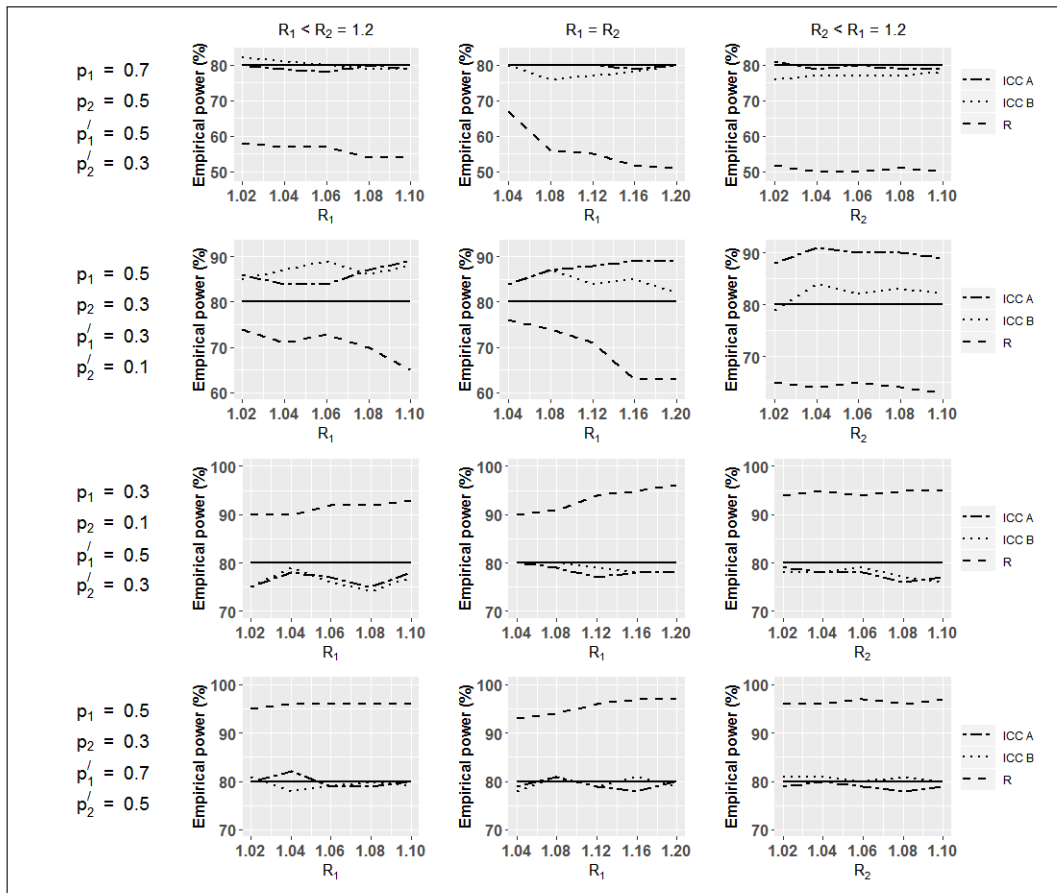 R1 < R2 = 1.2
R1 = R2
R2 < R1 = 1.2
p1 = 0.7
p2 = 0.5
p1/ = 0.5
p2/ = 0.3
Empirical power (%)
80
70
60
50
1.02 1.04 1.06 1.08 1.10
R1
Empirical power (%)
80
70
60
50
1.04 1.08 1.12 1.16 1.20
R1
Empirical power (%)
80
70
60
50
1.02 1.04 1.06 1.08 1.10
R2
ICC A
ICC B
R
p1 = 0.5
p2 = 0.3
p1/ = 0.3
p2/ = 0.1
Empirical power (%)
90
80
70
60
1.02 1.04 1.06 1.08 1.10
R1
Empirical power (%)
90
80
70
60
1.04 1.08 1.12 1.16 1.20
R1
Empirical power (%)
90
80
70
1.02 1.04 1.06 1.08 1.10
R2
ICC A
ICC B
R
p1 = 0.3
p2 = 0.1
p1/ = 0.5
p2/ = 0.3
Empirical power (%)
100
90
80
70
1.02 1.04 1.06 1.08 1.10
R1
Empirical power (%)
100
90
80
70
1.04 1.08 1.12 1.16 1.20
R1
Empirical power (%)
100
90
80
70
1.02 1.04 1.06 1.08 1.10
R2
ICC A
ICC B
R
p1 = 0.5
p2 = 0.3
p1/ = 0.7
p2/ = 0.5
Empirical power (%)
100
90
80
70
1.02 1.04 1.06 1.08 1.10
R1
Empirical power (%)
100
90
80
70
1.04 1.08 1.12 1.16 1.20
R1
Empirical power (%)
100
90
80
70
1.02 1.04 1.06 1.08 1.10
R2
ICC A
ICC B
R